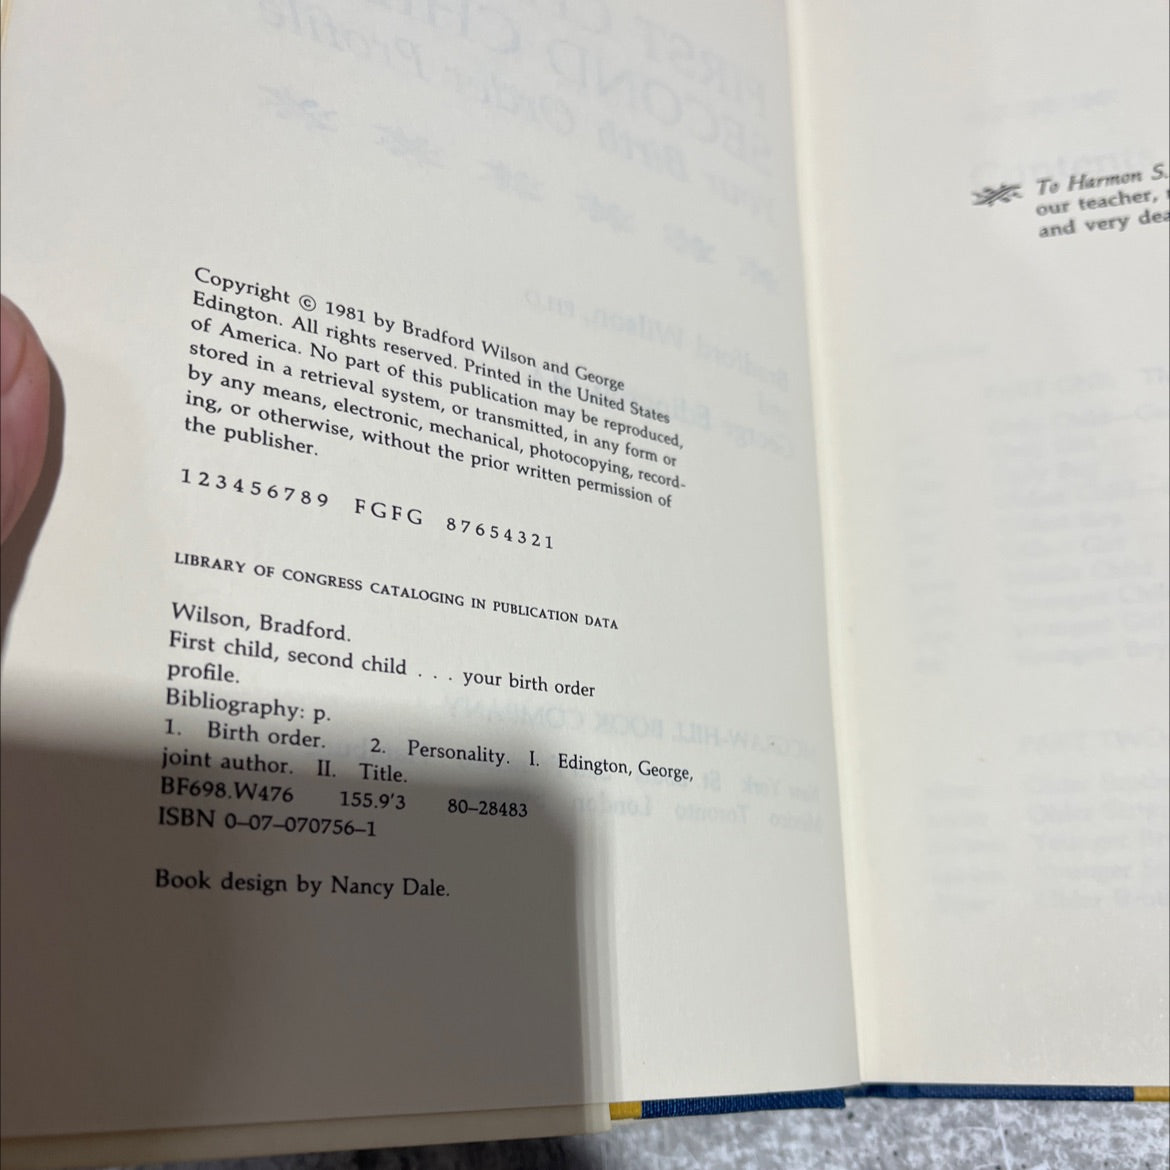 Copyright © 1981 by Bradford Wilson and George
Edington. All rights reserved. Printed in the United States
of America. No part of this publication may be reproduced,
stored in a retrieval system, or transmitted, in any form or
by any means, electronic, mechanical, photocopying, record-
ing, or otherwise, without the prior written permission of
the publisher.
1 2 3 4 5 6 7 8 9 F G F G 8 7 6 5 4 3 2 1
LIBRARY OF CONGRESS CATALOGING IN PUBLICATION DATA
Wilson, Bradford.
First child, second child . . . your birth order
profile.
Bibliography: p.
1. Birth order. 2. Personality. I. Edington, George,
joint author. II. Title.
BF698.W476 155.9'3 80–28483
ISBN 0–07–070756–1
Book design by Nancy Dale.
To Harmon S.
our teacher,
and very